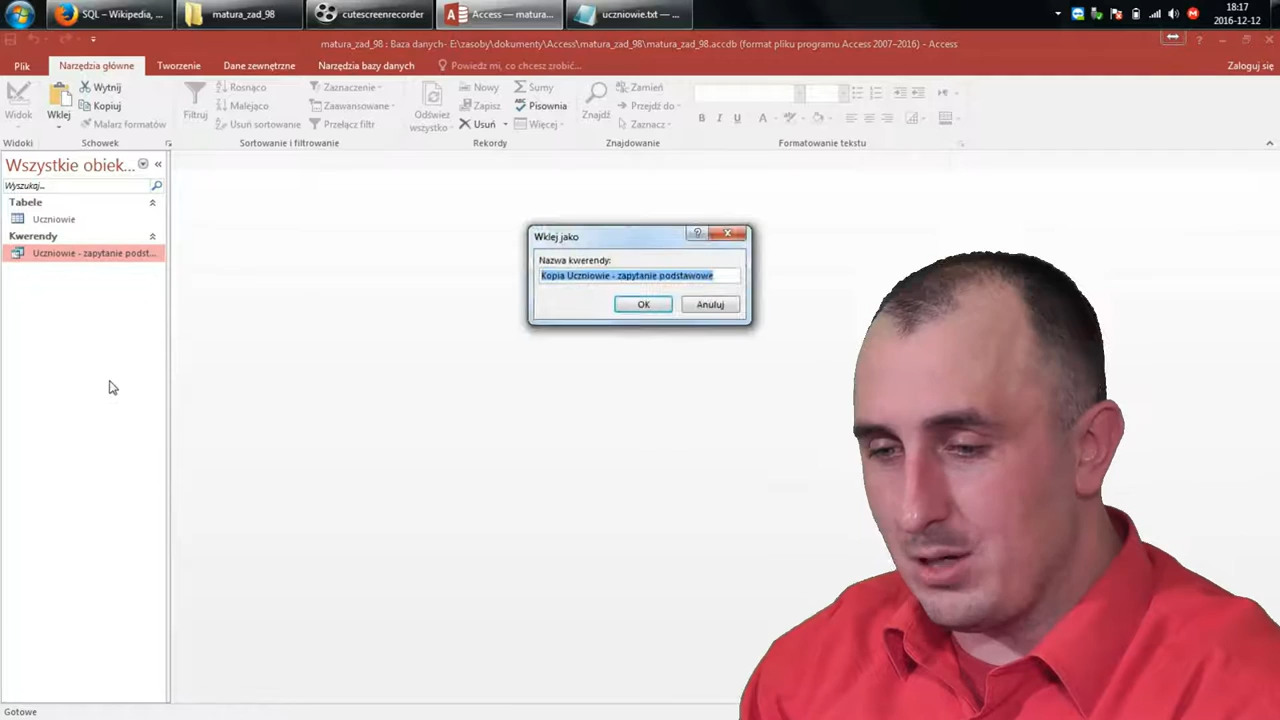 SQL – Wikipedia, ...
matura_zad_98
cutescreenrecorder
Access — matura...
uczniowie.txt — ...
18:17
2016-12-12
matura_zad_98 : Baza danych- E:\zasoby\dokumenty\Access\matura_zad_98\matura_zad_98.accdb (format pliku programu Access 2007–2016) - Access
Plik
Narzędzia główne
Tworzenie
Dane zewnętrzne
Narzędzia bazy danych
Powiedz mi, co chcesz zrobić...
Zaloguj się
Widok
Wklej
Wytnij
Kopiuj
Malarz formatów
Filtruj
Rosnąco
Malejąco
Usuń sortowanie
Zaznaczenie
Zaawansowane
Przełącz filtr
Odśwież
wszystko
Nowy
Zapisz
Usuń
Sumy
Pisownia
Więcej
Znajdź
Zamień
Przejdź do
Zaznacz
B I U
A
Widoki
Schowek
Sortowanie i filtrowanie
Rekordy
Znajdowanie
Formatowanie tekstu
Wszystkie obiek...
Wyszukaj...
Tabele
Uczniowie
Kwerendy
Uczniowie - zapytanie podst...
Wklej jako
Nazwa kwerendy:
Kopia Uczniowie - zapytanie podstawowe
OK
Anuluj
Gotowe